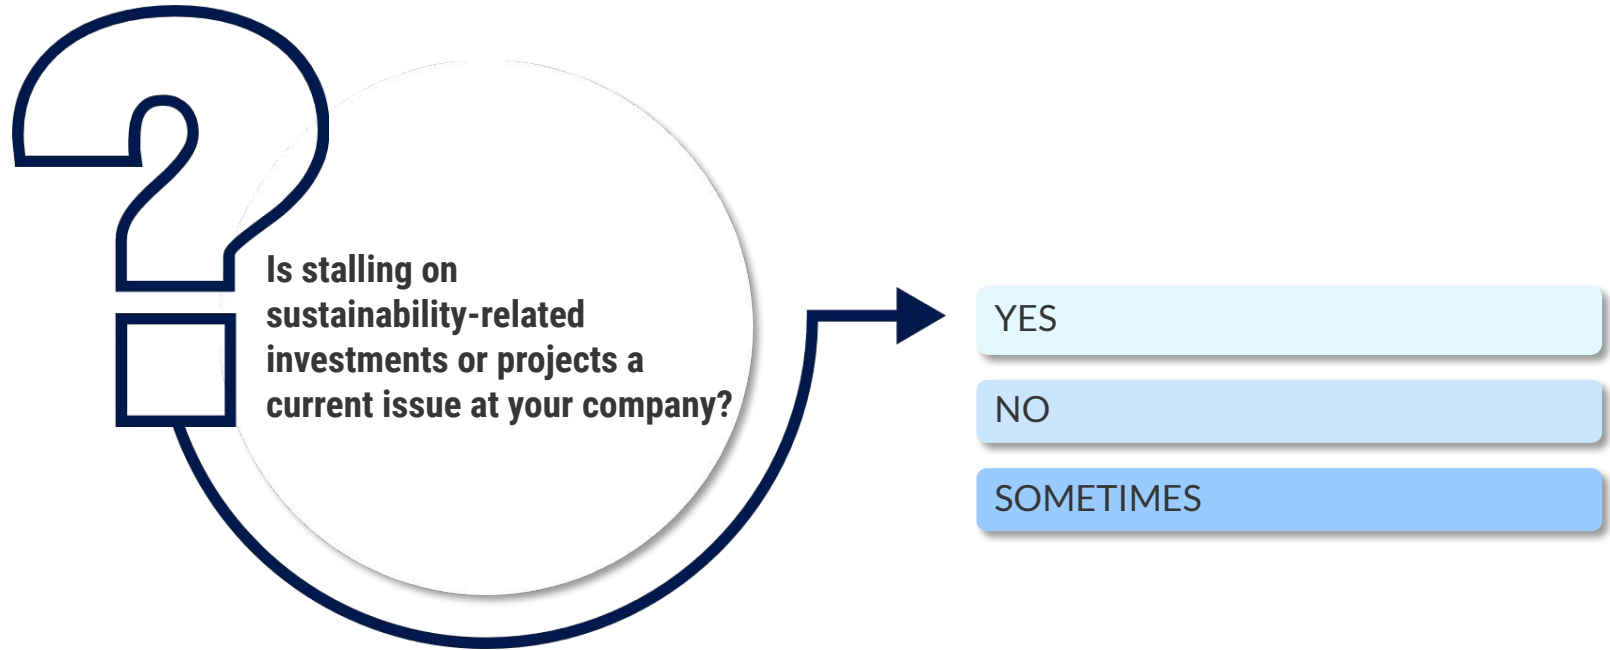 Is stalling on
sustainability-related
investments or projects a
current issue at your company?
YES
NO
SOMETIMES